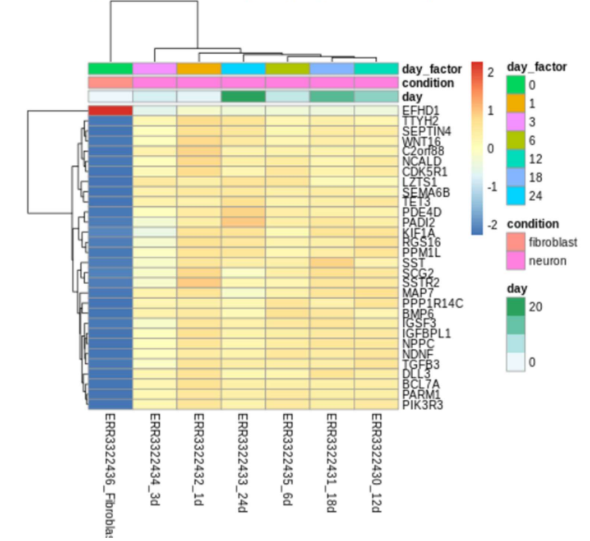 day_factor
condition
day
EFHD1
TTYH2
SEPTIN4
WNT16
C2orf88
NCALD
CDK5R1
LZTS1
SEMA6B
TET3
PDE4D
PADI2
KIF1A
RGS16
PPM1L
SST
SCG2
SSTR2
MAP7
PPP1R14C
BMP6
IGSF3
IGFBPL1
NPPC
NDNF
TGFB3
DLL3
BCL7A
PARM1
PIK3R3
ERR3322436_Fibroblas
ERR3322434_3d
ERR3322432_1d
ERR3322433_24d
ERR3322435_6d
ERR3322431_18d
ERR3322430_12d
2
1
0
-1
-2
day_factor
0
1
3
6
12
18
24
condition
fibroblast
neuron
day
20
0